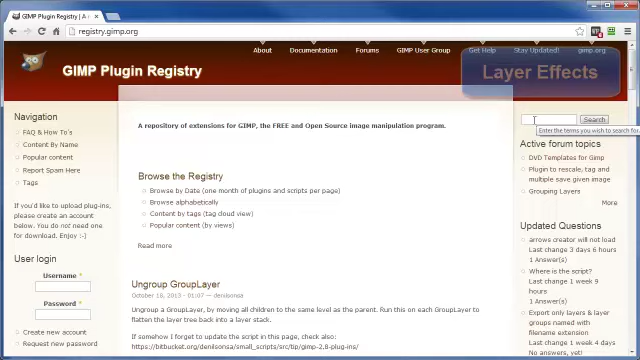 GIMP Plugin Registry | A
registry.gimp.org
About Documentation Forums GIMP User Group Get Help Stay Updated! gimp.org
GIMP Plugin Registry
Layer Effects
Navigation
FAQ & How To's
Content By Name
Popular content
Report Spam Here
Tags
If you'd like to upload plug-ins,
please create an account
below. You do not need one
for download. Enjoy :-)
User login
Username *
Password *
Create new account
Request new password
A repository of extensions for GIMP, the FREE and Open Source image manipulation program.
Browse the Registry
Browse by Date (one month of plugins and scripts per page)
Browse alphabetically
Content by tags (tag cloud view)
Popular content (by views)
Read more
Ungroup GroupLayer
October 16, 2013 - 01:07 — denilsonsa
Ungroup a GroupLayer, by moving all children to the same level as the parent. Run this on each GroupLayer to
flatten the layer tree back into a layer stack.
If somehow I forget to update the script in this page, check also:
https://bitbucket.org/denilsonsa/small_scripts/src/tip/gimp-2.8-plug-ins/
Search
Enter the terms you wish to search for.
Active forum topics
DVD Templates for Gimp
Plugin to rescale, tag and
multiple save given image
Grouping Layers
More
Updated Questions
arrows create will not load
Last change 3 days 6 hours
1 Answer(s)
Where is the script?
Last change 1 week 9
hours
1 Answer(s)
Export only layers & layer
groups named with
filename extension
Last change 1 week 4 days